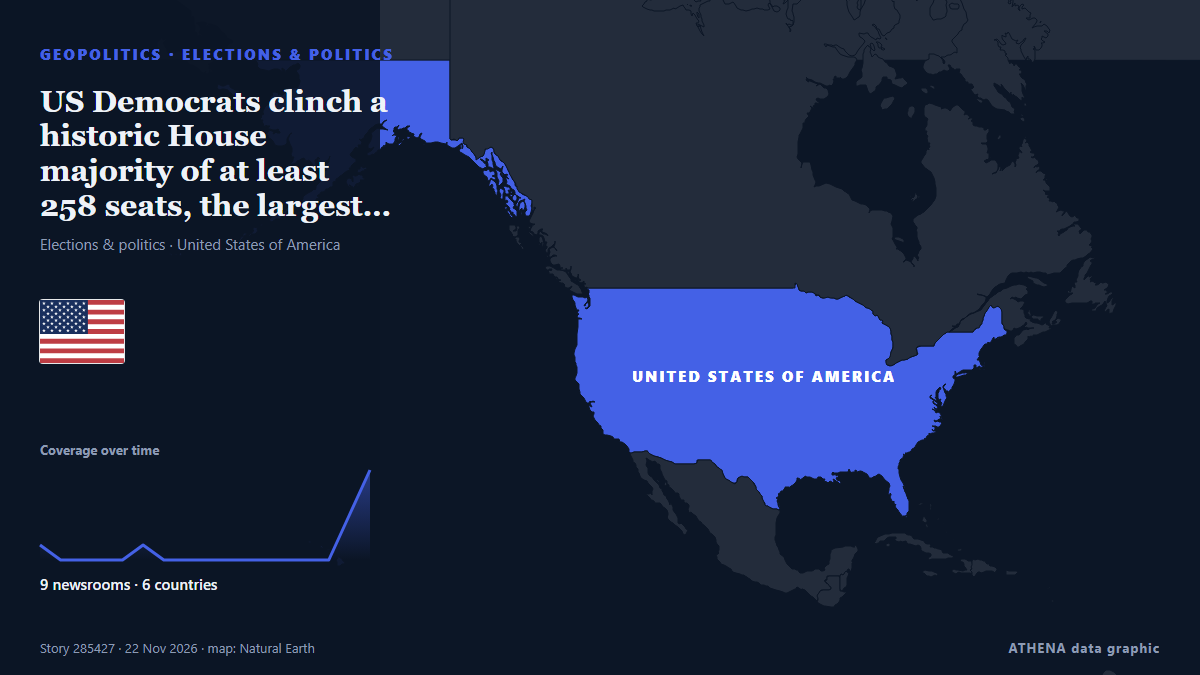 GEOPOLITICS · ELECTIONS & POLITICS
US Democrats clinch a
historic House
majority of at least
258 seats, the largest…
Elections & politics · United States of America
UNITED STATES OF AMERICA
Coverage over time
9 newsrooms · 6 countries
Story 285427 · 22 Nov 2026 · map: Natural Earth
ATHENA data graphic